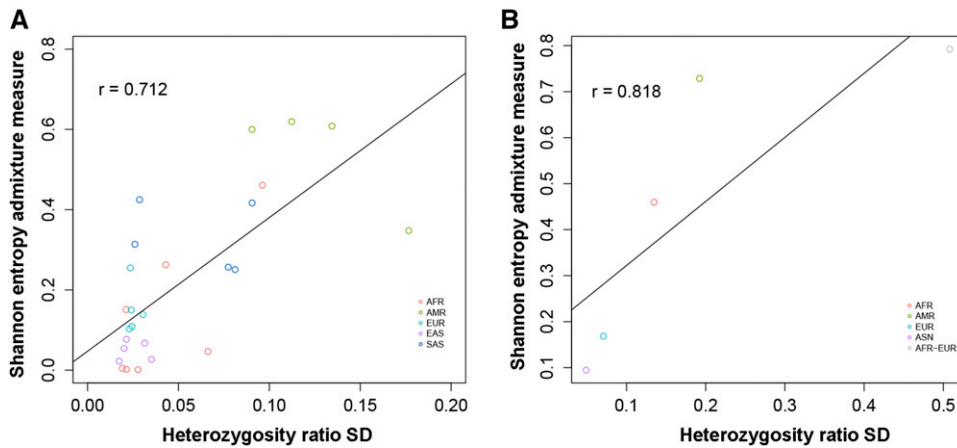 A
Shannon entropy admixture measure
0.8
0.6
0.4
0.2
0.0
r = 0.712
AFR
AMR
EUR
EAS
SAS
0.00 0.05 0.10 0.15 0.20
Heterozygosity ratio SD
B
Shannon entropy admixture measure
0.8
0.7
0.6
0.5
0.4
0.3
0.2
0.1
r = 0.818
AFR
AMR
EUR
ASN
AFR-EUR
0.1 0.2 0.3 0.4 0.5
Heterozygosity ratio SD